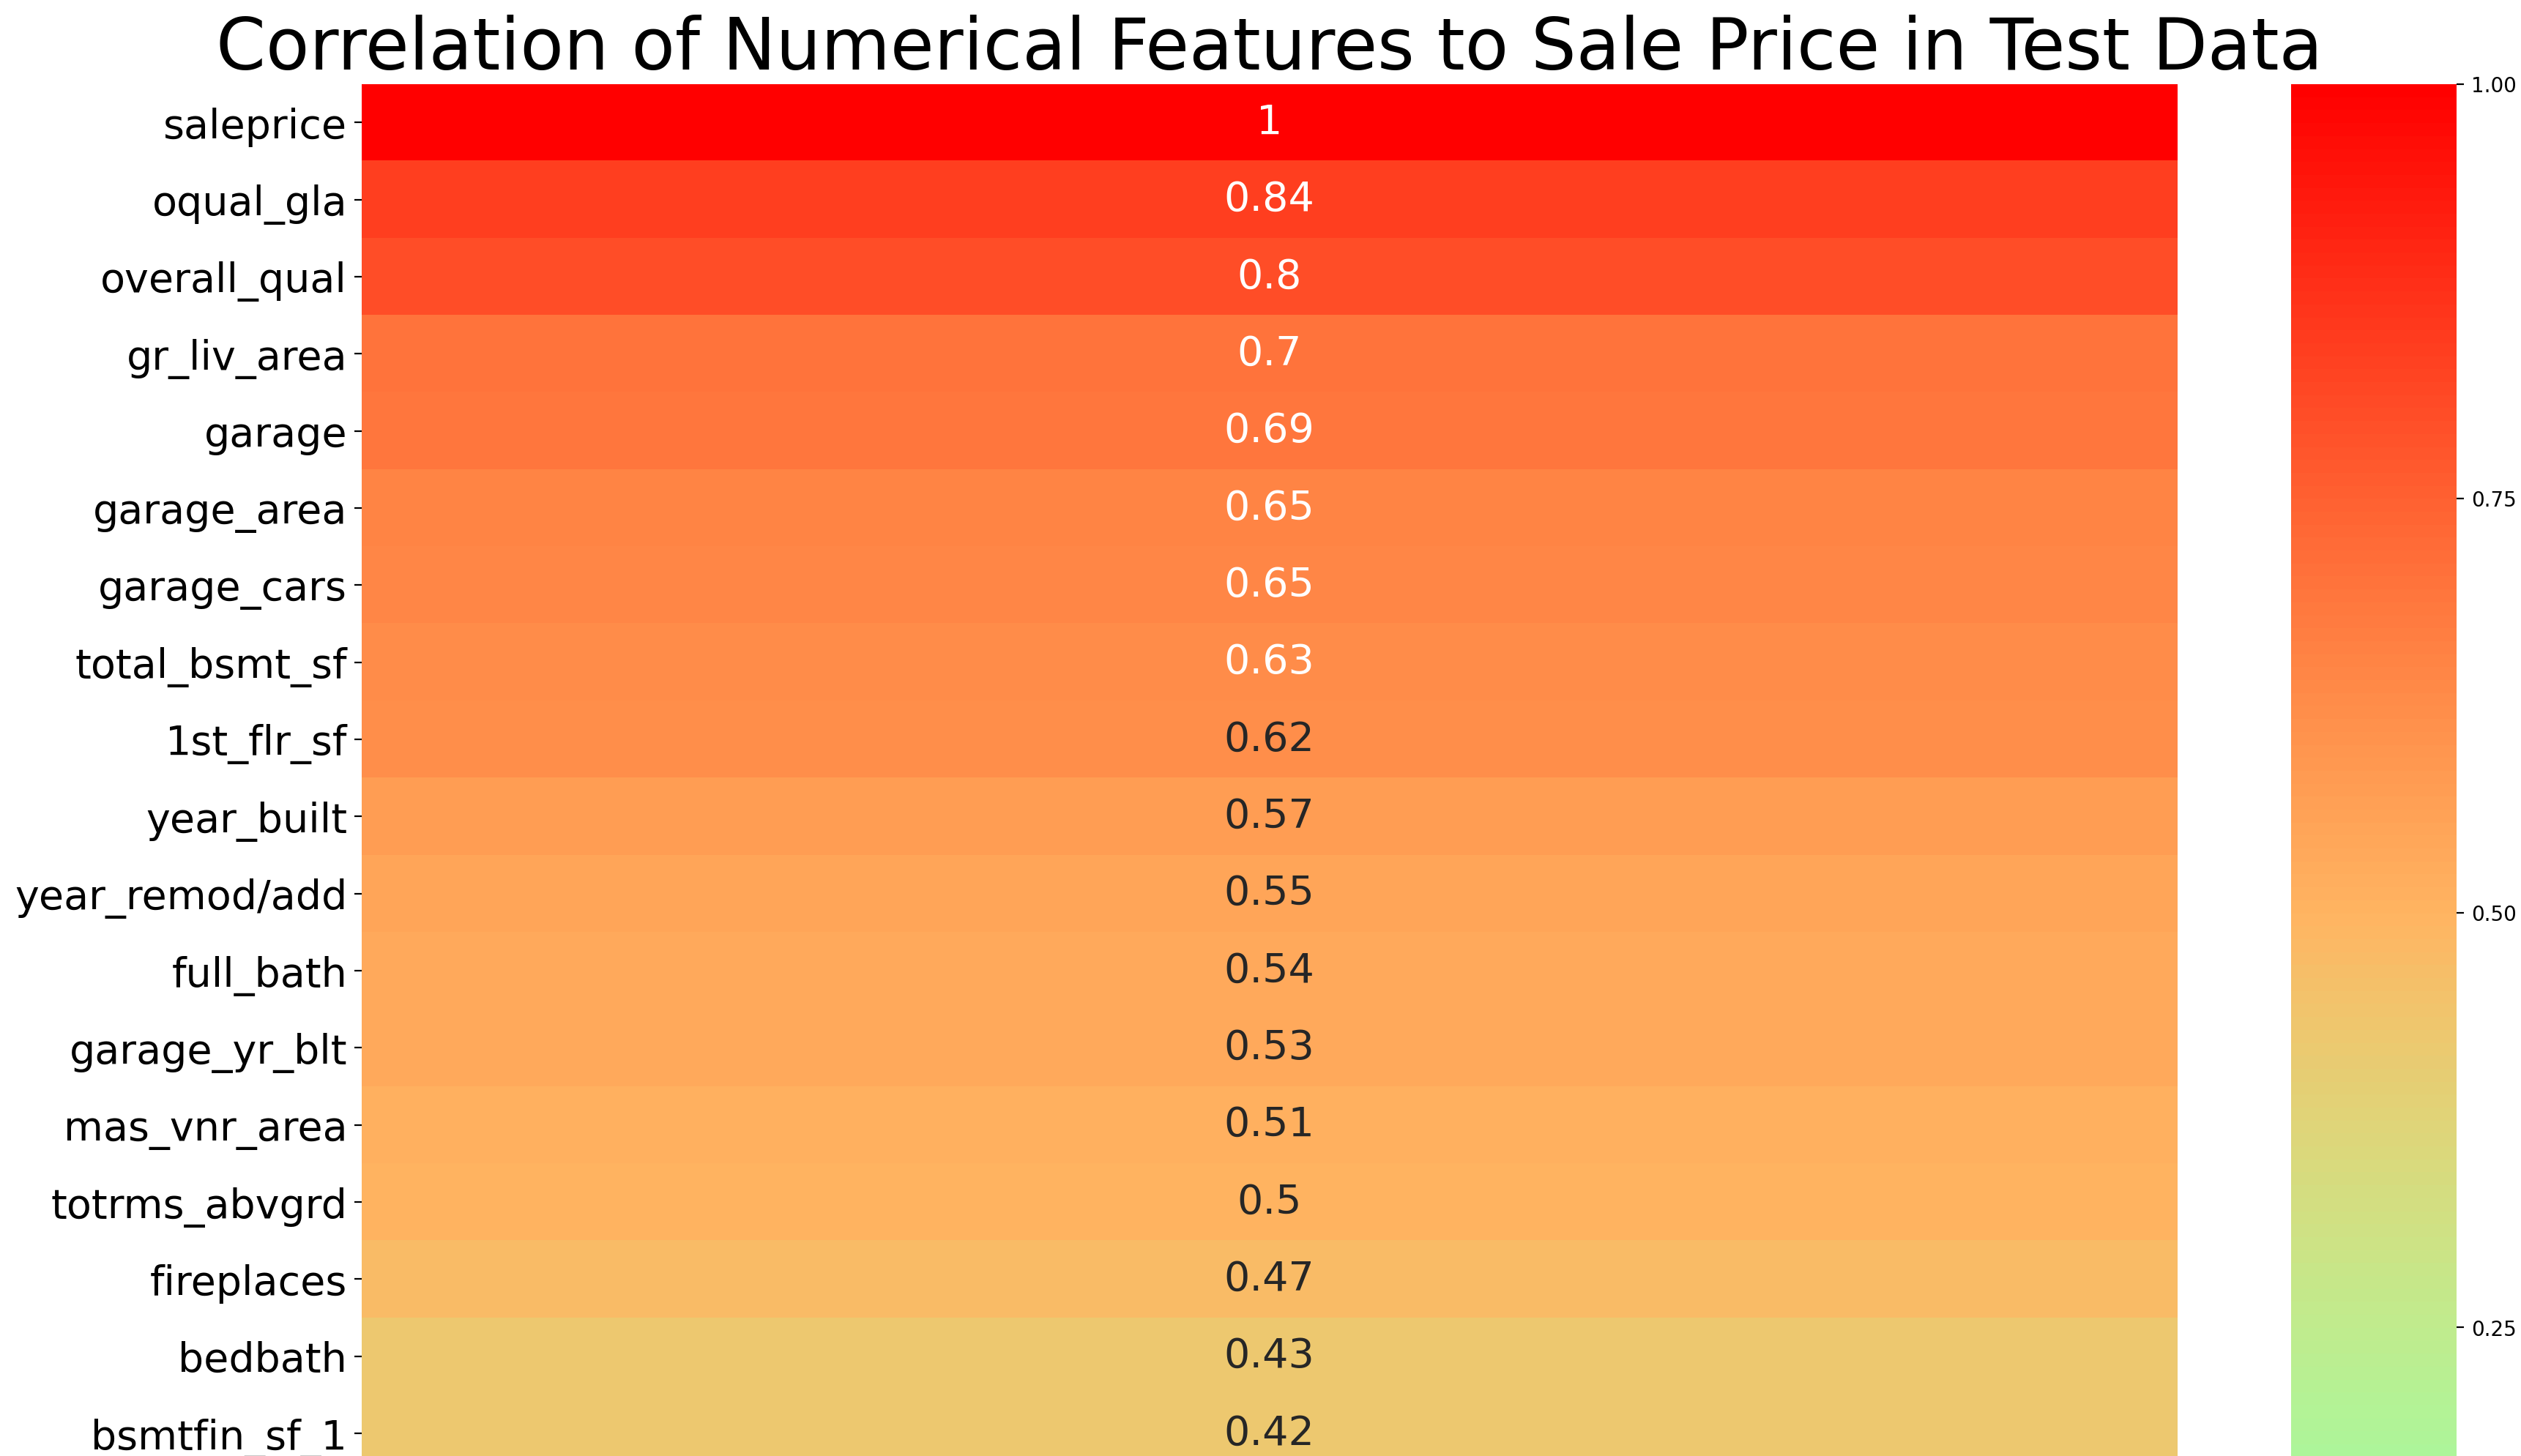 Correlation of Numerical Features to Sale Price in Test Data
saleprice 1
oqual_gla 0.84
overall_qual 0.8
gr_liv_area 0.7
garage 0.69
garage_area 0.65
garage_cars 0.65
total_bsmt_sf 0.63
1st_flr_sf 0.62
year_built 0.57
year_remod/add 0.55
full_bath 0.54
garage_yr_blt 0.53
mas_vnr_area 0.51
totrms_abvgrd 0.5
fireplaces 0.47
bedbath 0.43
bsmtfin_sf_1 0.42
1.00
0.75
0.50
0.25